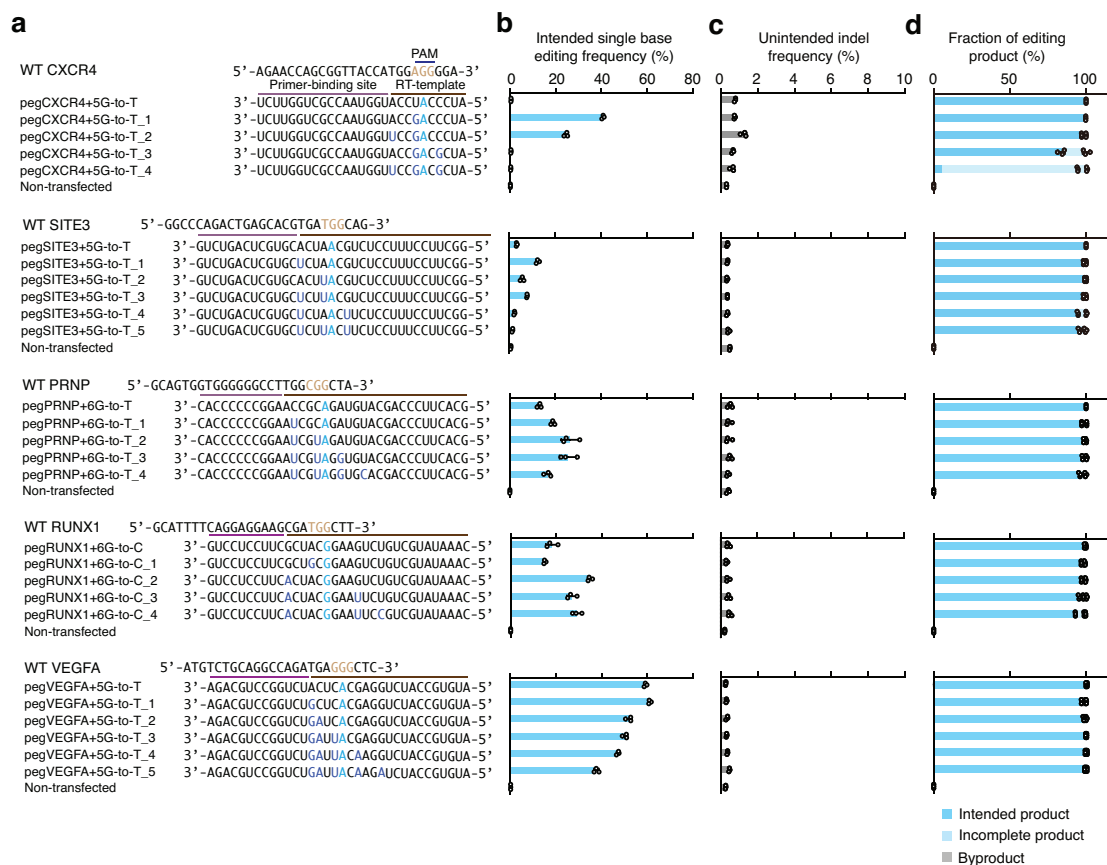 a
b
c
d
Intended single base
editing frequency (%)
Unintended indel
frequency (%)
Fraction of editing
product (%)
0 20 40 60 80
0 2 4 6 8 10
0 50 100
PAM
WT CXCR4 5'-AGAACCAGCGGTTACCATGGAGGGGA-3'
Primer-binding site RT-template
pegCXCR4+5G-to-T 3'-UCUUGGUCGCCAAUGGUACCUACCCUA-5'
pegCXCR4+5G-to-T_1 3'-UCUUGGUCGCCAAUGGUACCGACCCUA-5'
pegCXCR4+5G-to-T_2 3'-UCUUGGUCGCCAAUGGUUCCGACCCUA-5'
pegCXCR4+5G-to-T_3 3'-UCUUGGUCGCCAAUGGUACCGACGCUA-5'
pegCXCR4+5G-to-T_4 3'-UCUUGGUCGCCAAUGGUUCCGACGCUA-5'
Non-transfected
WT SITE3 5'-GGCCCAGACTGAGCACGTGATGGCAG-3'
pegSITE3+5G-to-T 3'-GUCUGACUCGUGCACUAACGUCUCCUUUCCUUCGG-5'
pegSITE3+5G-to-T_1 3'-GUCUGACUCGUGCUCUAACGUCUCCUUUCCUUCGG-5'
pegSITE3+5G-to-T_2 3'-GUCUGACUCGUGCACUUACGUCUCCUUUCCUUCGG-5'
pegSITE3+5G-to-T_3 3'-GUCUGACUCGUGCUCUUACGUCUCCUUUCCUUCGG-5'
pegSITE3+5G-to-T_4 3'-GUCUGACUCGUGCUCUAACUUCUCCUUUCCUUCGG-5'
pegSITE3+5G-to-T_5 3'-GUCUGACUCGUGCUCUUACUUCUCCUUUCCUUCGG-5'
Non-transfected
WT PRNP 5'-GCAGTGGTGGGGGGCCTTGGCGGCTA-3'
pegPRNP+6G-to-T 3'-CACCCCCCGGAACCGCAGAUGUACGACCCUUCACG-5'
pegPRNP+6G-to-T_1 3'-CACCCCCCGGAAUCGCAGAUGUACGACCCUUCACG-5'
pegPRNP+6G-to-T_2 3'-CACCCCCCGGAAUCGUAGAUGUACGACCCUUCACG-5'
pegPRNP+6G-to-T_3 3'-CACCCCCCGGAAUCGUAGGUGUACGACCCUUCACG-5'
pegPRNP+6G-to-T_4 3'-CACCCCCCGGAAUCGUAGGUGCACGACCCUUCACG-5'
Non-transfected
WT RUNX1 5'-GCATTTTCAGGAGGAAGCGATGGCTT-3'
pegRUNX1+6G-to-C 3'-GUCCUCCUUCGCUACGGAAGUCUGUCGUAUAAAC-5'
pegRUNX1+6G-to-C_1 3'-GUCCUCCUUCGCUGCGGAAGUCUGUCGUAUAAAC-5'
pegRUNX1+6G-to-C_2 3'-GUCCUCCUUCACUACGGAAGUCUGUCGUAUAAAC-5'
pegRUNX1+6G-to-C_3 3'-GUCCUCCUUCACUACGGAAUUCUGUCGUAUAAAC-5'
pegRUNX1+6G-to-C_4 3'-GUCCUCCUUCACUACGGAAUUCCGUCGUAUAAAC-5'
Non-transfected
WT VEGFA 5'-ATGTCTGCAGGCCAGATGAGGGCTC-3'
pegVEGFA+5G-to-T 3'-AGACGUCCGGUCUACUCACGAGGUCUACCGUGUA-5'
pegVEGFA+5G-to-T_1 3'-AGACGUCCGGUCUGCUCACGAGGUCUACCGUGUA-5'
pegVEGFA+5G-to-T_2 3'-AGACGUCCGGUCUGAUCACGAGGUCUACCGUGUA-5'
pegVEGFA+5G-to-T_3 3'-AGACGUCCGGUCUGAUUACGAGGUCUACCGUGUA-5'
pegVEGFA+5G-to-T_4 3'-AGACGUCCGGUCUGAUUACAAGGUCUACCGUGUA-5'
pegVEGFA+5G-to-T_5 3'-AGACGUCCGGUCUGAUUACAAGAUCUACCGUGUA-5'
Non-transfected
Intended product
Incomplete product
Byproduct